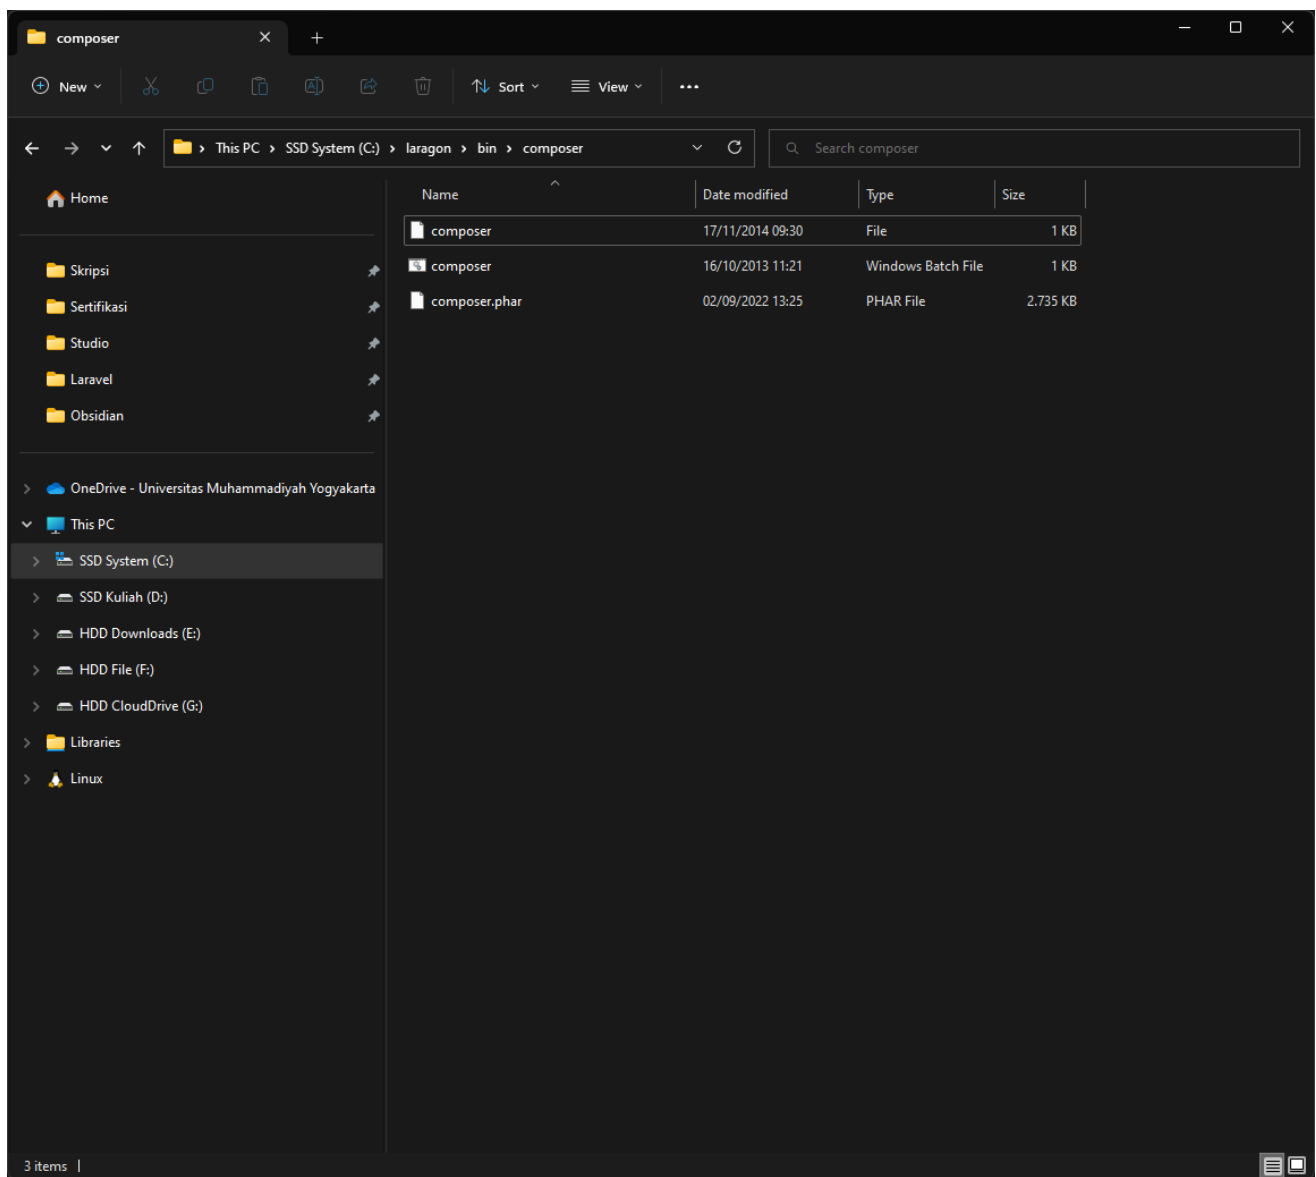 composer
New Sort View
This PC SSD System (C:) laragon bin composer Search composer
Home
Skripsi
Sertifikasi
Studio
Laravel
Obsidian
OneDrive - Universitas Muhammadiyah Yogyakarta
This PC
SSD System (C:)
SSD Kuliah (D:)
HDD Downloads (E:)
HDD File (F:)
HDD CloudDrive (G:)
Libraries
Linux
Name Date modified Type Size
composer 17/11/2014 09:30 File 1 KB
composer 16/10/2013 11:21 Windows Batch File 1 KB
composer.phar 02/09/2022 13:25 PHAR File 2.735 KB
3 items